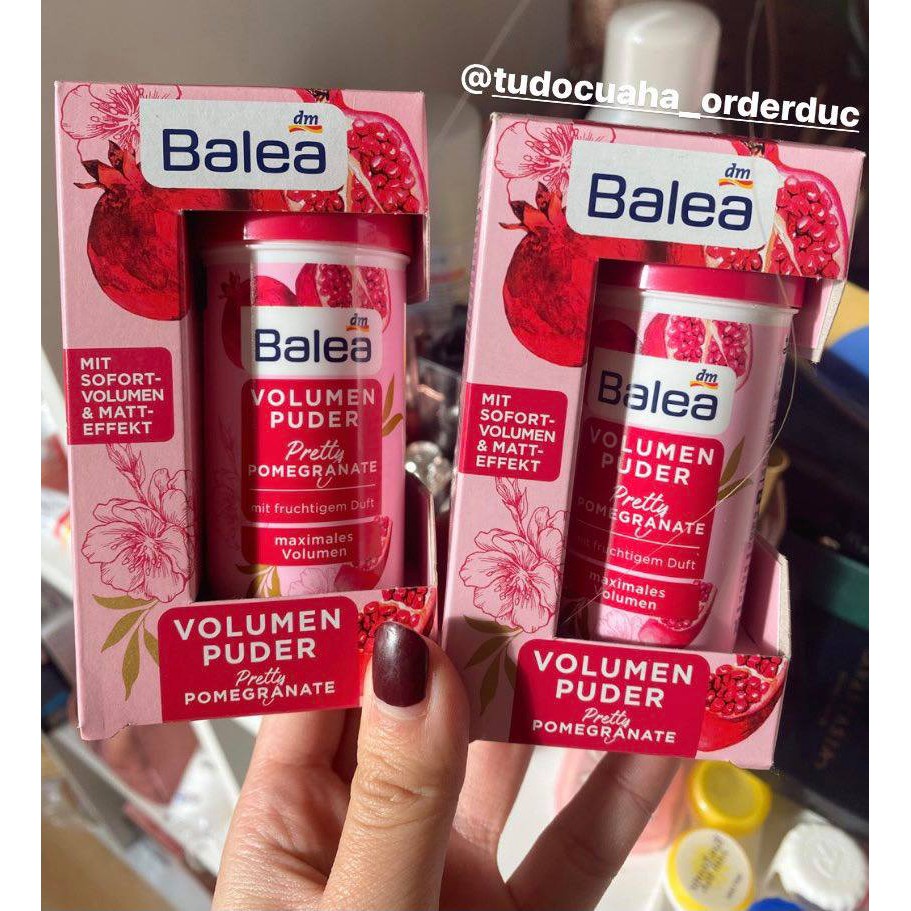 @tudocuaha_orderduc
dm
Balea
dm
Balea
MIT
SOFORT-
VOLUMEN
& MATT-
EFFEKT
VOLUMEN
PUDER
Pretty
POMEGRANATE
mit fruchtigem Duft
maximales
Volumen
VOLUMEN
PUDER
Pretty
POMEGRANATE
dm
Balea
dm
Balea
MIT
SOFORT-
VOLUMEN
& MATT-
EFFEKT
VOLUMEN
PUDER
Pretty
POMEGRANATE
mit fruchtigem Duft
maximales
Volumen
VOLUMEN
PUDER
Pretty
POMEGRANATE